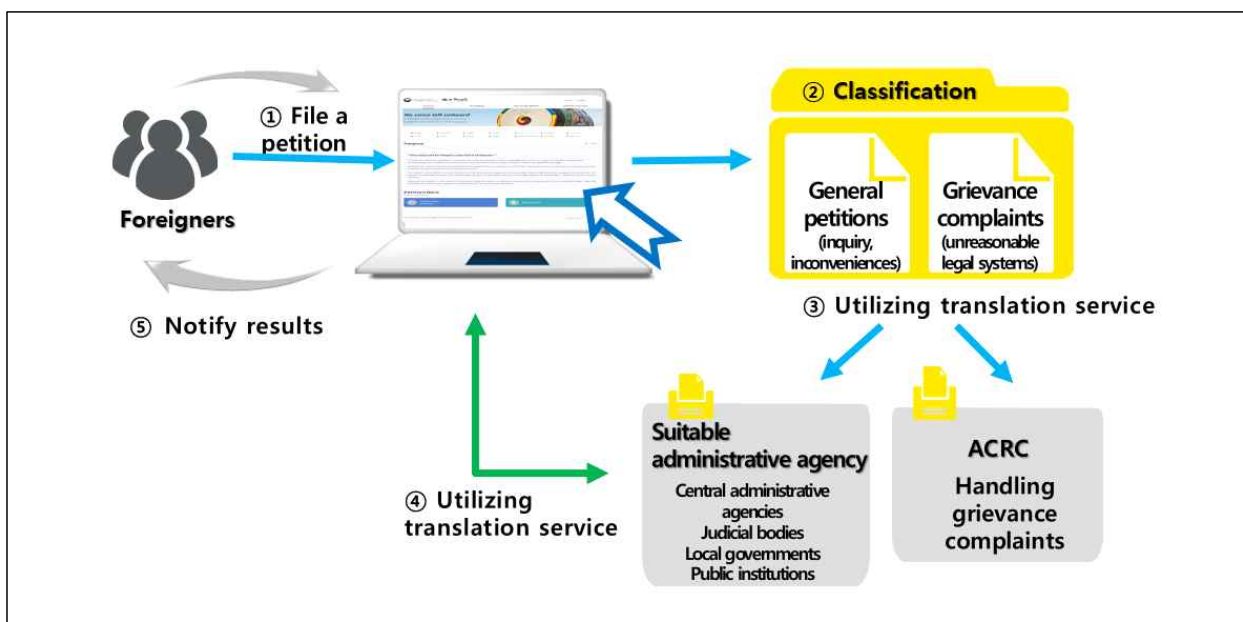 ① File a
petition
Foreigners
⑤ Notify results
② Classification
General
petitions
(inquiry,
inconveniences)
Grievance
complaints
(unreasonable
legal systems)
③ Utilizing translation service
④ Utilizing
translation service
Suitable
administrative agency
Central administrative
agencies
Judicial bodies
Local governments
Public institutions
ACRC
Handling
grievance
complaints